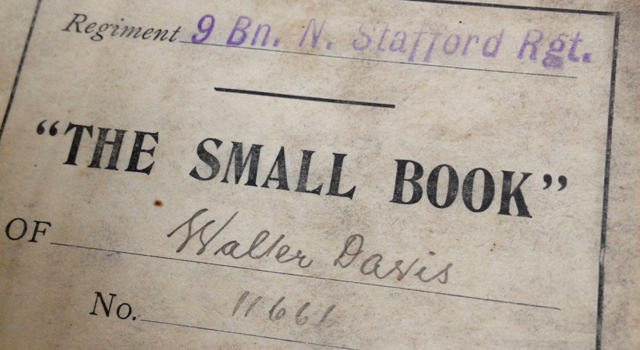 Regiment 9 Bn. N. Stafford Rgt.
“THE SMALL BOOK”
OF Walter Davis
No. 11661